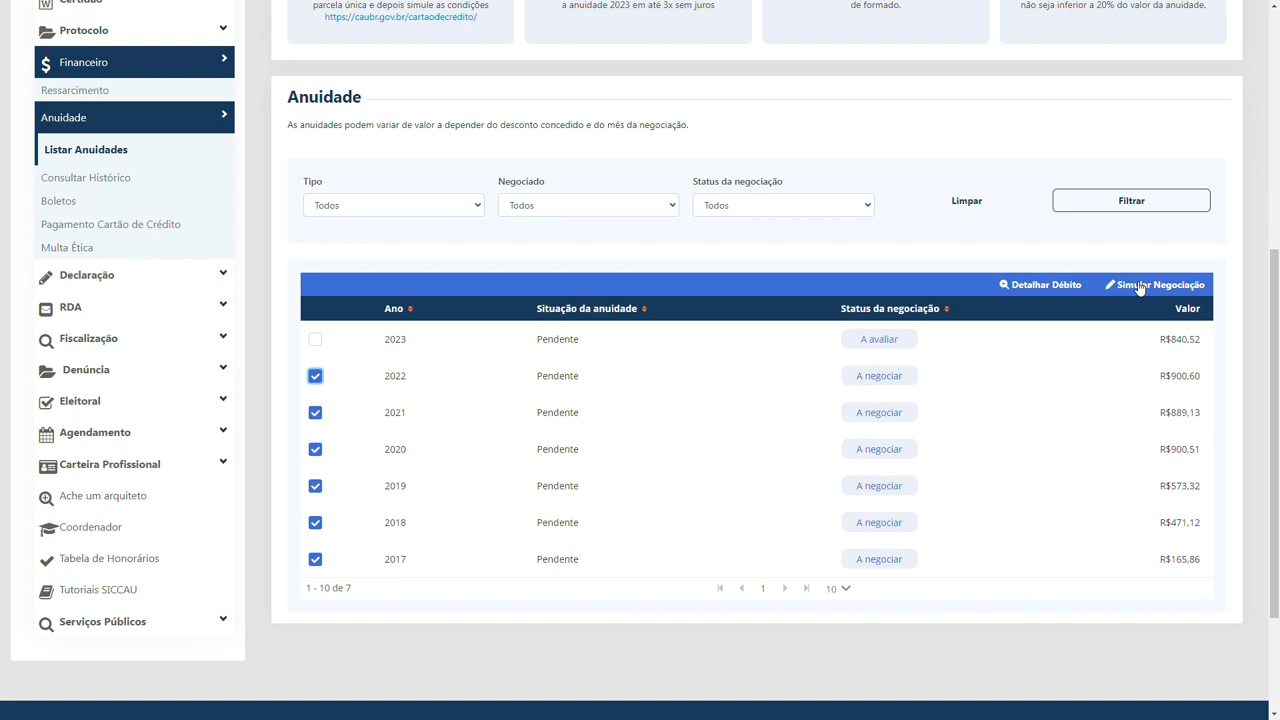 Certidão
Protocolo
Financeiro
Ressarcimento
Anuidade
Listar Anuidades
Consultar Histórico
Boletos
Pagamento Cartão de Crédito
Multa Ética
Declaração
RDA
Fiscalização
Denúncia
Eleitoral
Agendamento
Carteira Profissional
Ache um arquiteto
Coordenador
Tabela de Honorários
Tutoriais SICCAU
Serviços Públicos
parcela única e depois simule as condições
https://caubr.gov.br/cartaodecredito/
a anuidade 2023 em até 3x sem juros
de formado.
não seja inferior a 20% do valor da anuidade.
Anuidade
As anuidades podem variar de valor a depender do desconto concedido e do mês da negociação.
Tipo Negociado Status da negociação
Todos Todos Todos Limpar Filtrar
Detalhar Débito Simular Negociação
Ano Situação da anuidade Status da negociação Valor
2023 Pendente A avaliar R$840,52
2022 Pendente A negociar R$900,60
2021 Pendente A negociar R$889,13
2020 Pendente A negociar R$900,51
2019 Pendente A negociar R$573,32
2018 Pendente A negociar R$471,12
2017 Pendente A negociar R$165,86
1 - 10 de 7 1 10